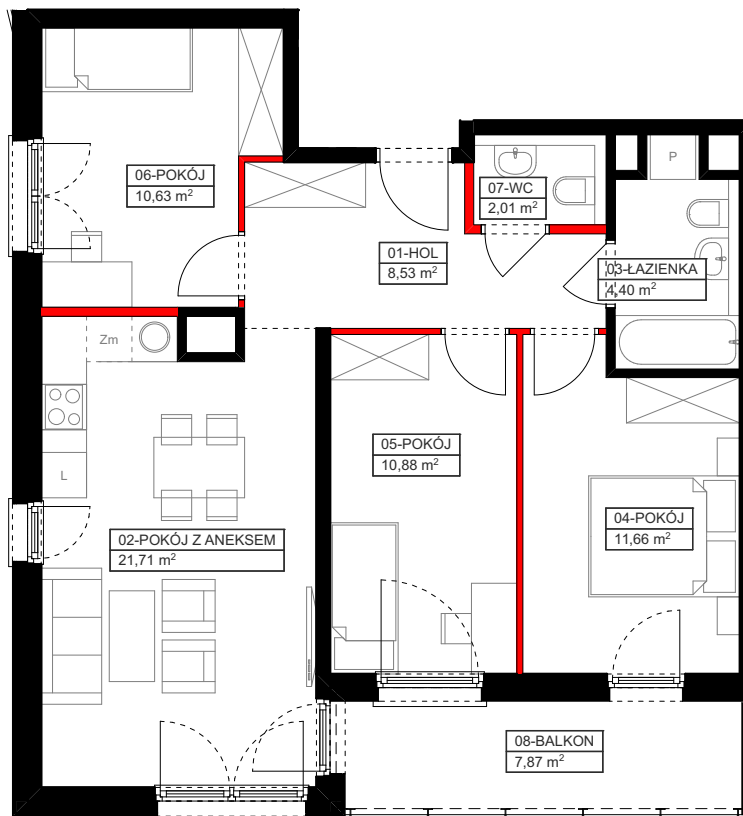 P
06-POKÓJ
10,63 m²
07-WC
2,01 m²
01-HOL
8,53 m²
03-ŁAZIENKA
4,40 m²
Zm
05-POKÓJ
10,88 m²
L
04-POKÓJ
11,66 m²
02-POKÓJ Z ANEKSEM
21,71 m²
08-BALKON
7,87 m²